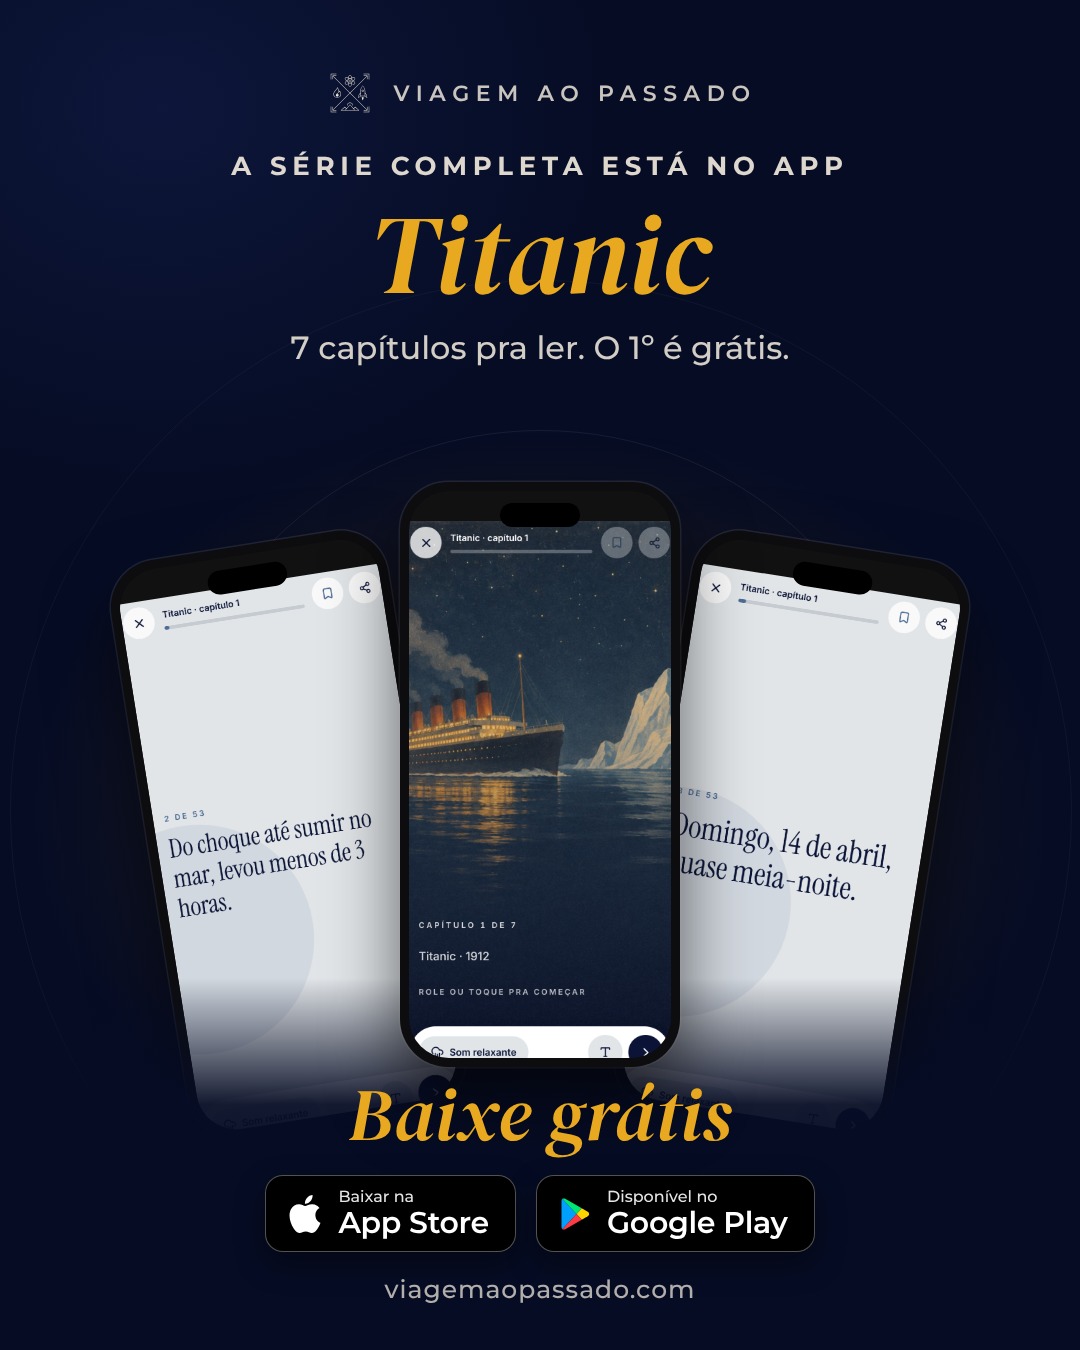 VIAGEM AO PASSADO
A SÉRIE COMPLETA ESTÁ NO APP
Titanic
7 capítulos pra ler. O 1º é grátis.
Titanic · capítulo 1
2 DE 53
Do choque até sumir no
mar, levou menos de 3
horas.
Titanic · capítulo 1
CAPÍTULO 1 DE 7
Titanic · 1912
ROLE OU TOQUE PRA COMEÇAR
Som relaxante
Titanic · capítulo 1
DE 53
Domingo, 14 de abril,
meia-noite.
Baixe grátis
Baixar na
App Store
Disponível no
Google Play
viagemaopassado.com